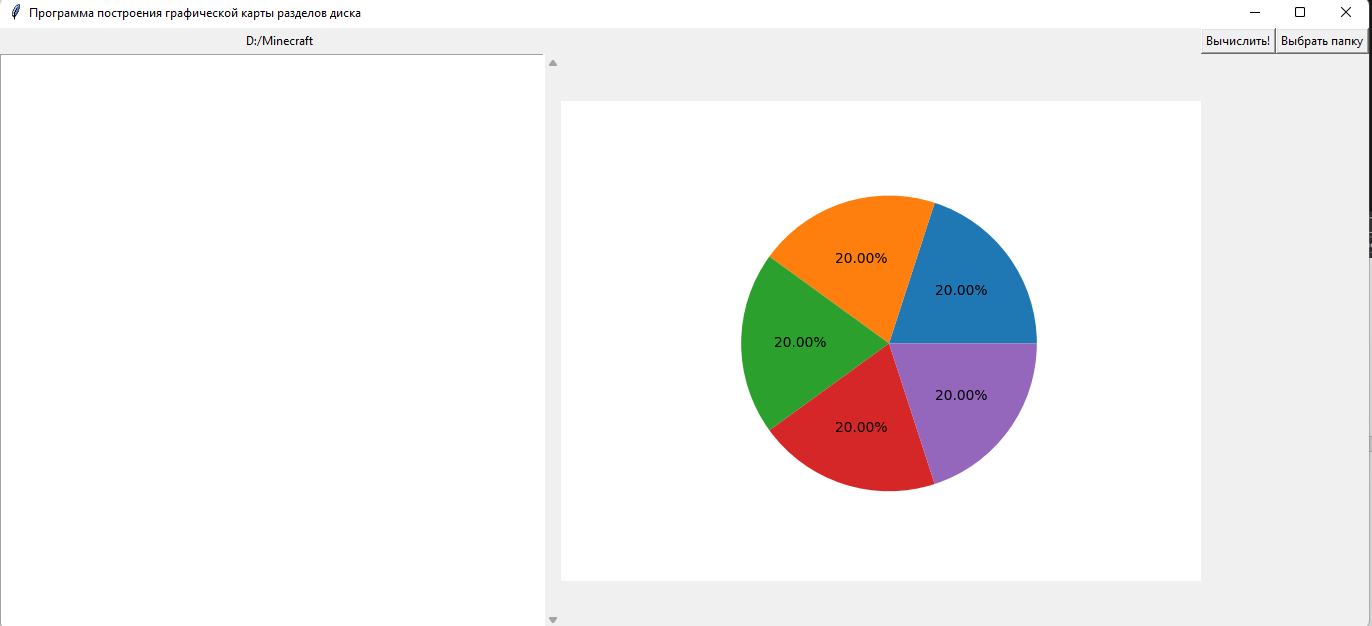 Программа построения графической карты разделов диска
D:/Minecraft
Вычислить!
Выбрать папку
20.00%
20.00%
20.00%
20.00%
20.00%